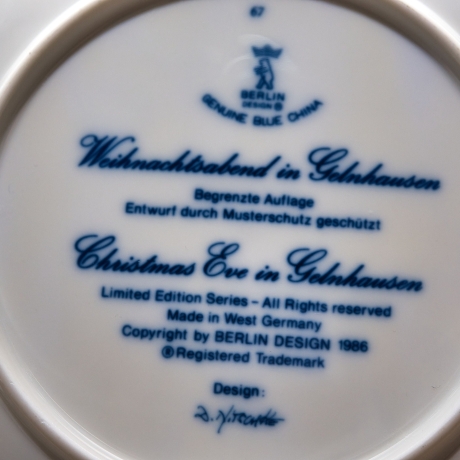 67
BERLIN
DESIGN ®
GENUINE BLUE CHINA
Weihnachtsabend in Gelnhausen
Begrenzte Auflage
Entwurf durch Musterschutz geschützt
Christmas Eve in Gelnhausen
Limited Edition Series - All Rights reserved
Made in West Germany
Copyright by BERLIN DESIGN 1986
®Registered Trademark
Design: